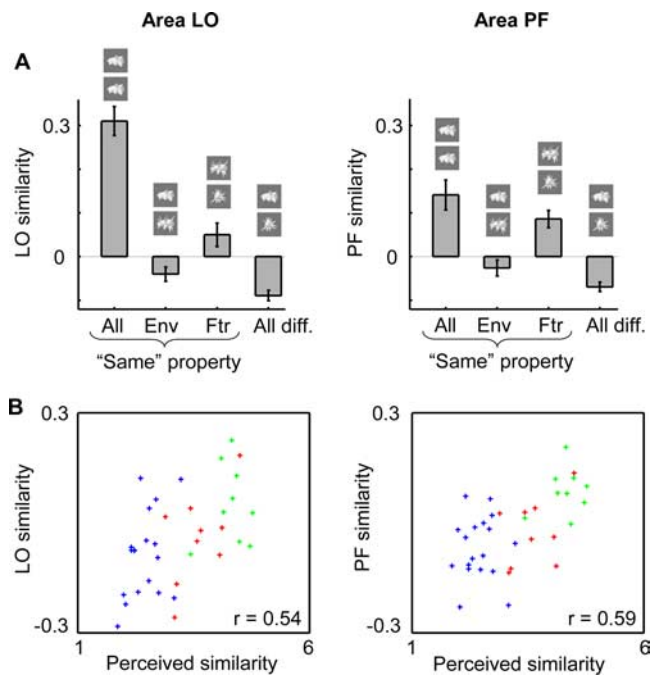 Area LO Area PF
A
LO similarity
0.3
0
All Env Ftr All diff.
“Same” property
PF similarity
0.3
0
All Env Ftr All diff.
“Same” property
B
LO similarity
0.3
-0.3
r = 0.54
1 6
Perceived similarity
PF similarity
0.3
-0.3
r = 0.59
1 6
Perceived similarity